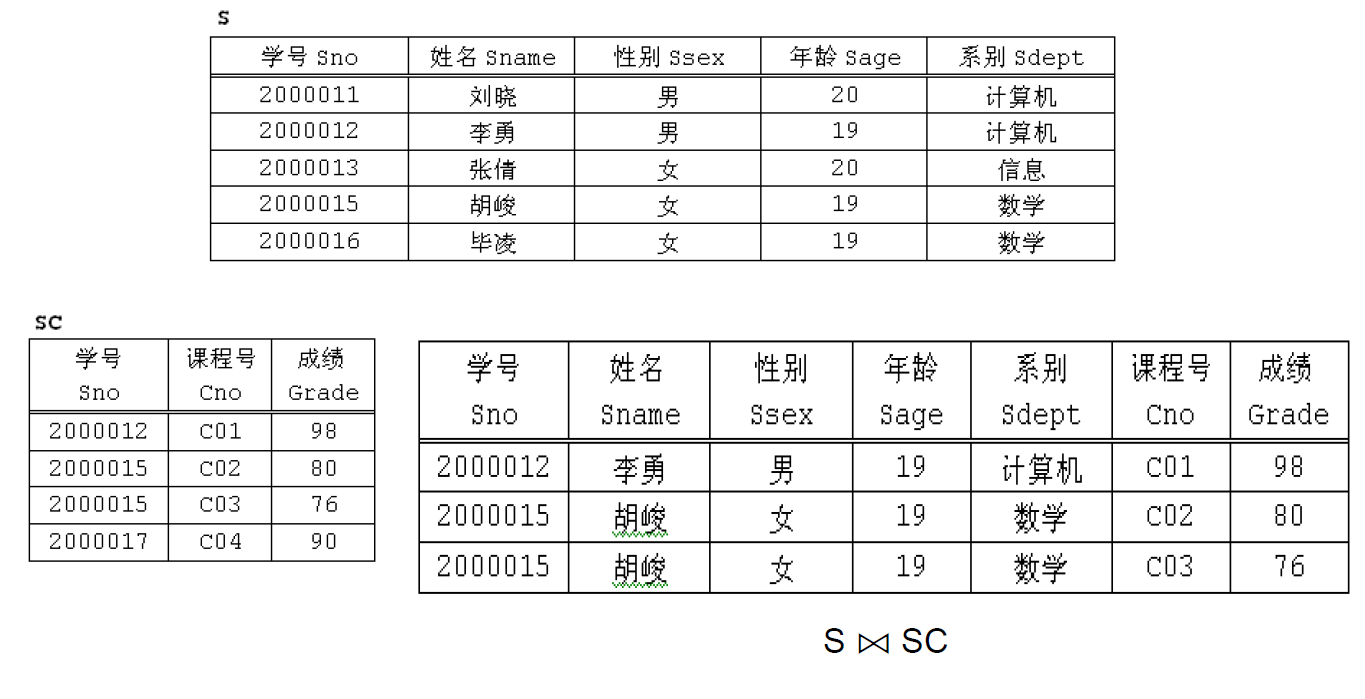 S
学号 Sno 姓名 Sname 性别 Ssex 年龄 Sage 系别 Sdept
2000011 刘晓 男 20 计算机
2000012 李勇 男 19 计算机
2000013 张倩 女 20 信息
2000015 胡峻 女 19 数学
2000016 毕凌 女 19 数学
SC
学号 课程号 成绩
Sno Cno Grade
2000012 C01 98
2000015 C02 80
2000015 C03 76
2000017 C04 90
学号 姓名 性别 年龄 系别 课程号 成绩
Sno Sname Ssex Sage Sdept Cno Grade
2000012 李勇 男 19 计算机 C01 98
2000015 胡峻 女 19 数学 C02 80
2000015 胡峻 女 19 数学 C03 76
S ⋈ SC